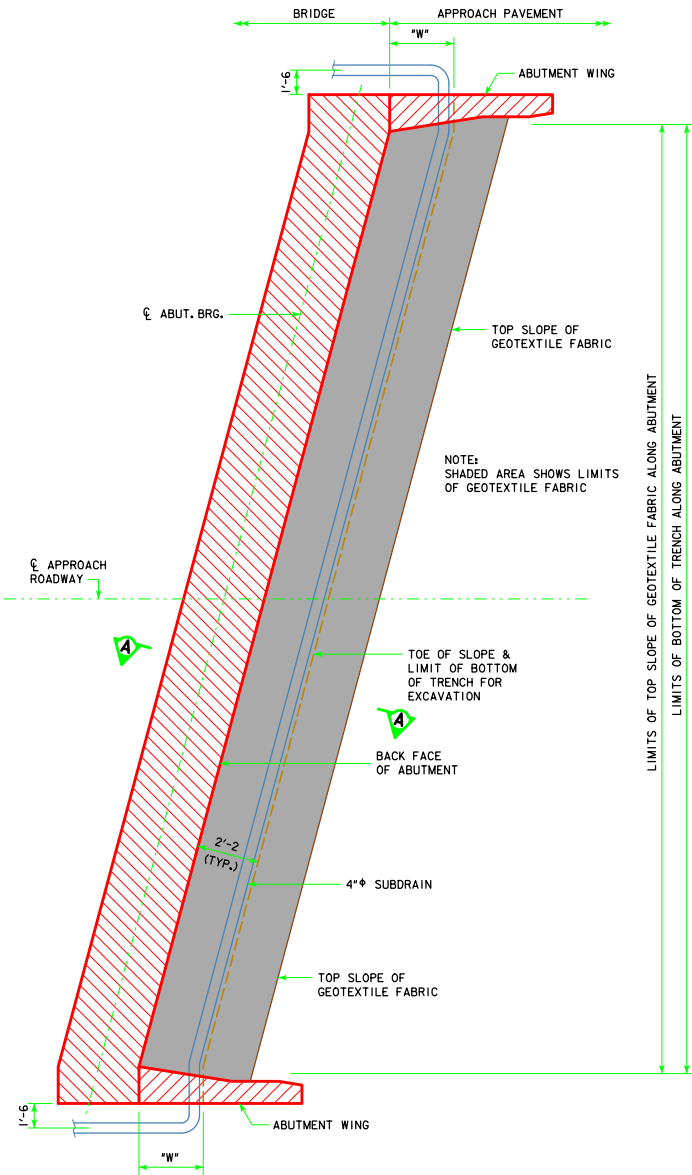 BRIDGE
APPROACH PAVEMENT
"W"
1'-6
ABUTMENT WING
℄ ABUT. BRG.
TOP SLOPE OF
GEOTEXTILE FABRIC
NOTE:
SHADED AREA SHOWS LIMITS
OF GEOTEXTILE FABRIC
LIMITS OF TOP SLOPE OF GEOTEXTILE FABRIC ALONG ABUTMENT
LIMITS OF BOTTOM OF TRENCH ALONG ABUTMENT
℄ APPROACH
ROADWAY
A
TOE OF SLOPE &
LIMIT OF BOTTOM
OF TRENCH FOR
EXCAVATION
A
BACK FACE
OF ABUTMENT
2'-2
(TYP.)
4"Φ SUBDRAIN
TOP SLOPE OF
GEOTEXTILE FABRIC
1'-6
ABUTMENT WING
"W"